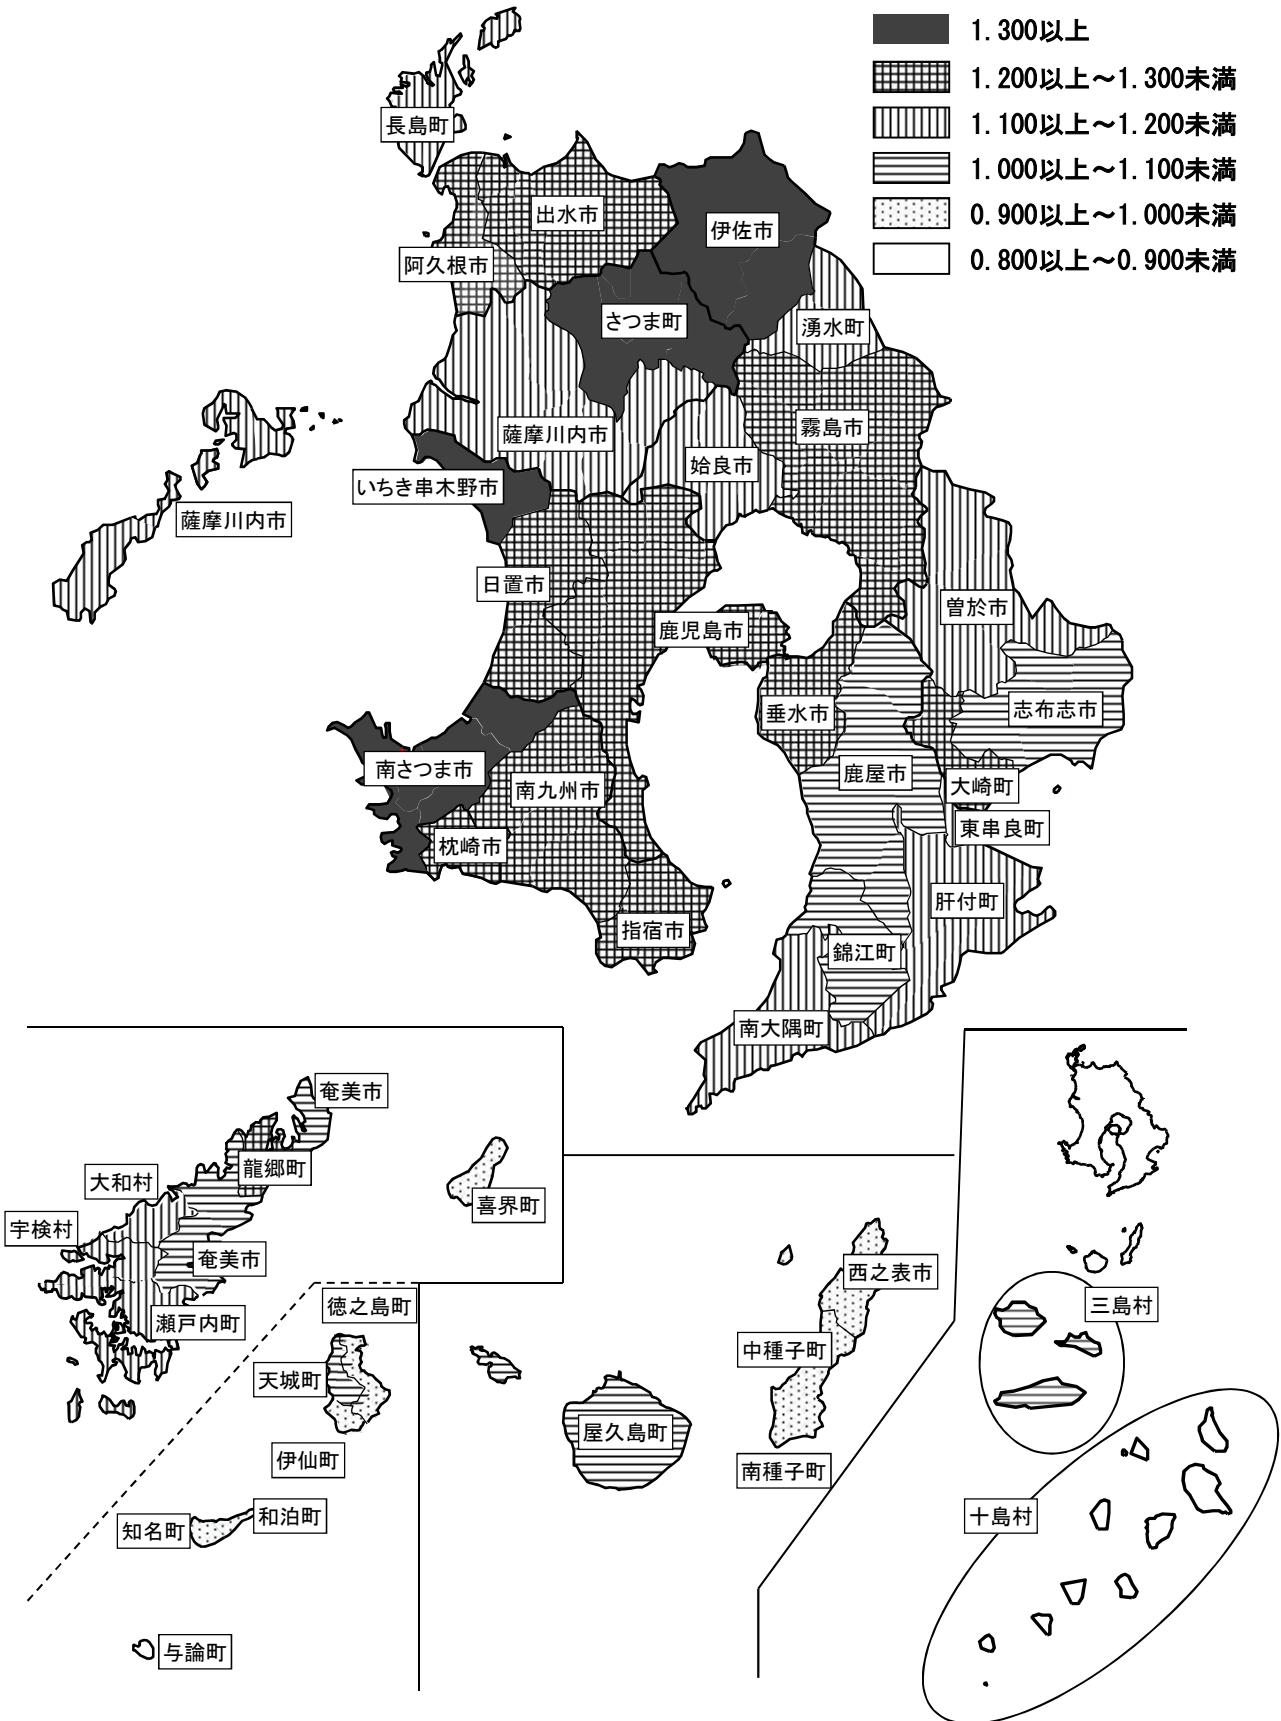 1.300以上
1.200以上～1.300未満
1.100以上～1.200未満
1.000以上～1.100未満
0.900以上～1.000未満
0.800以上～0.900未満
長島町
出水市
伊佐市
阿久根市
さつま町
湧水町
薩摩川内市
霧島市
姶良市
いちき串木野市
薩摩川内市
日置市
曽於市
鹿児島市
志布志市
垂水市
南さつま市
鹿屋市
南九州市
大崎町
東串良町
枕崎市
肝付町
指宿市
錦江町
南大隅町
奄美市
龍郷町
大和村
喜界町
宇検村
奄美市
西之表市
瀬戸内町
徳之島町
三島村
中種子町
天城町
屋久島町
伊仙町
南種子町
和泊町
十島村
知名町
与論町